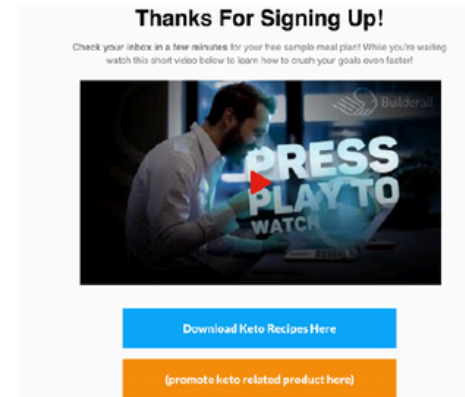 Thanks For Signing Up!
Check your inbox in a few minutes for your free sample meal plan! While you're waiting
watch this short video below to learn how to crush your goals even faster!
Builderall
PRESS
PLAY TO
WATCH
Download Keto Recipes Here
(promote keto related product here)